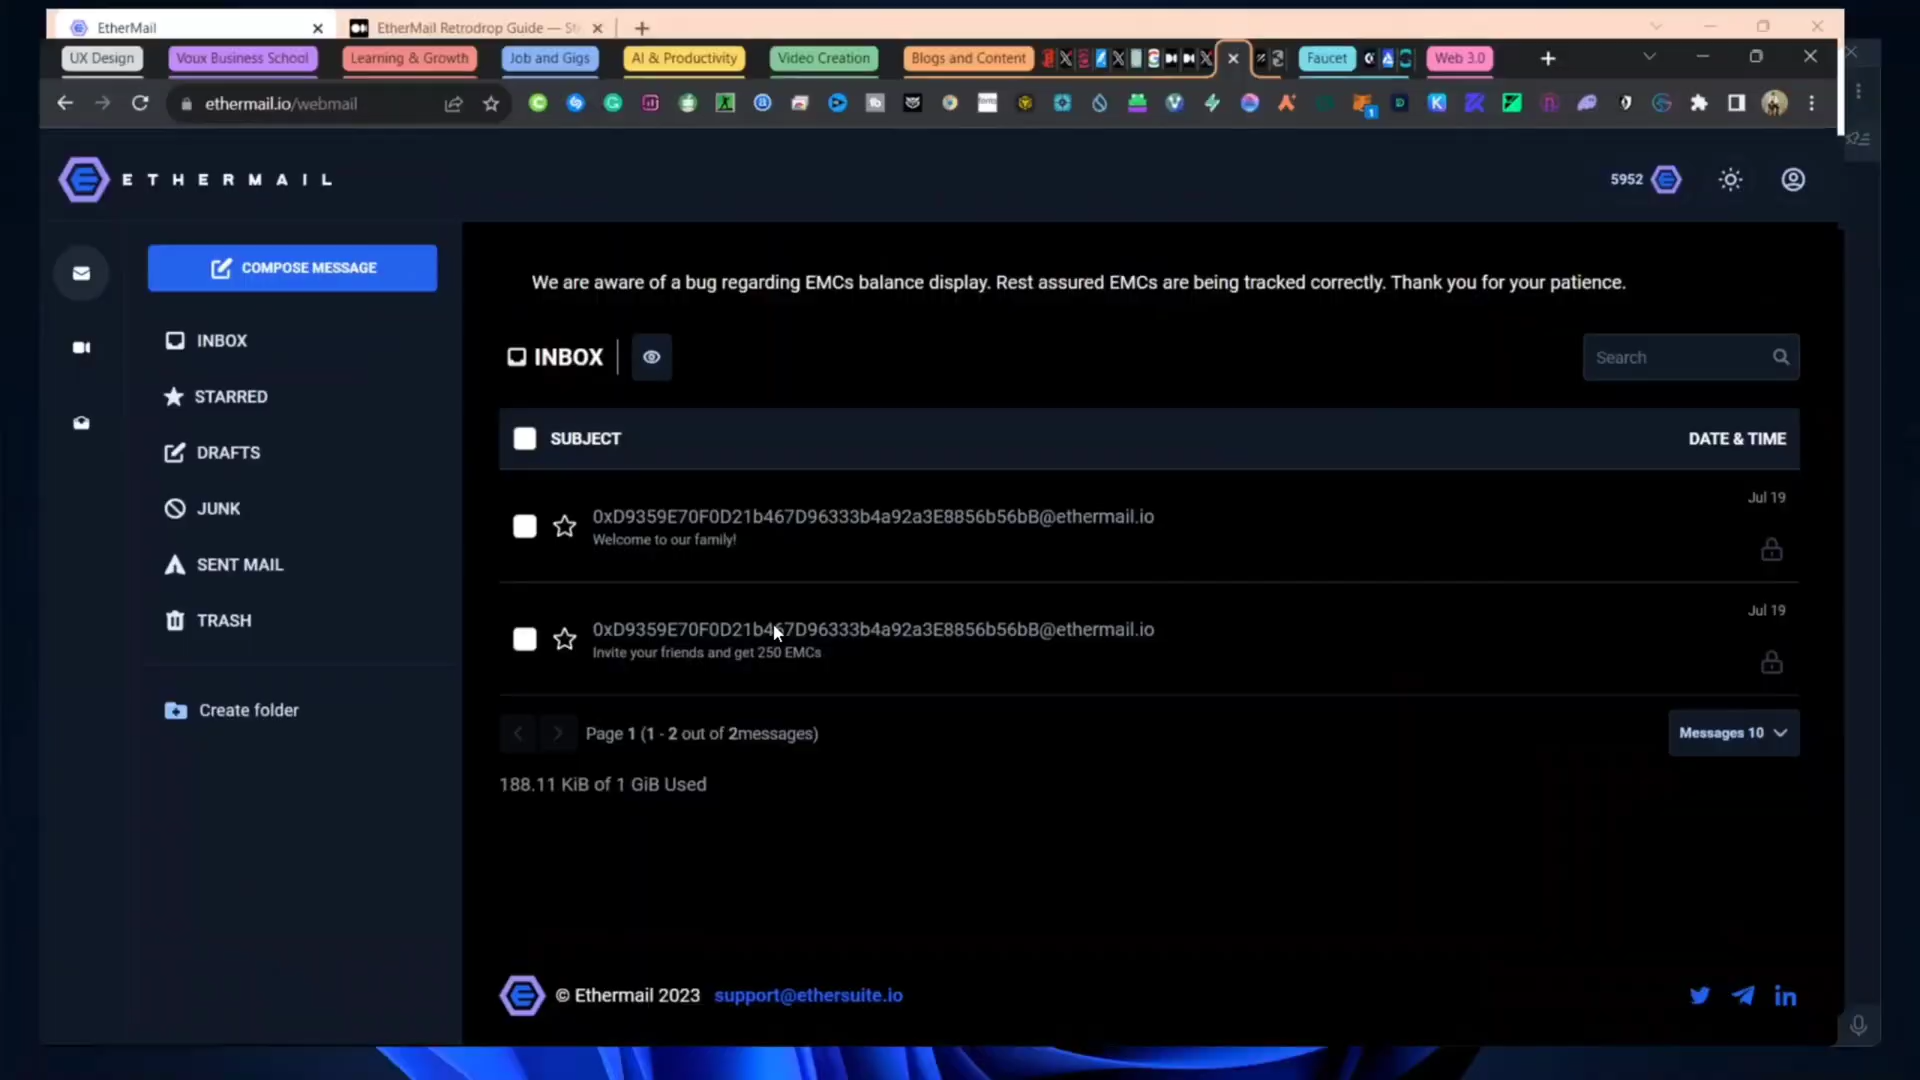 EtherMail
EtherMail Retrodrop Guide — St
UX Design
Voux Business School
Learning & Growth
Job and Gigs
AI & Productivity
Video Creation
Blogs and Content
Faucet
Web 3.0
ethermail.io/webmail
ETHERMAIL
5952
COMPOSE MESSAGE
INBOX
STARRED
DRAFTS
JUNK
SENT MAIL
TRASH
Create folder
We are aware of a bug regarding EMCs balance display. Rest assured EMCs are being tracked correctly. Thank you for your patience.
INBOX
Search
SUBJECT
DATE & TIME
0xD9359E70F0D21b467D96333b4a92a3E8856b56bB@ethermail.io
Jul 19
Welcome to our family!
0xD9359E70F0D21b467D96333b4a92a3E8856b56bB@ethermail.io
Jul 19
Invite your friends and get 250 EMCs
Page 1 (1 - 2 out of 2messages)
Messages 10
188.11 KiB of 1 GiB Used
© Ethermail 2023 support@ethersuite.io